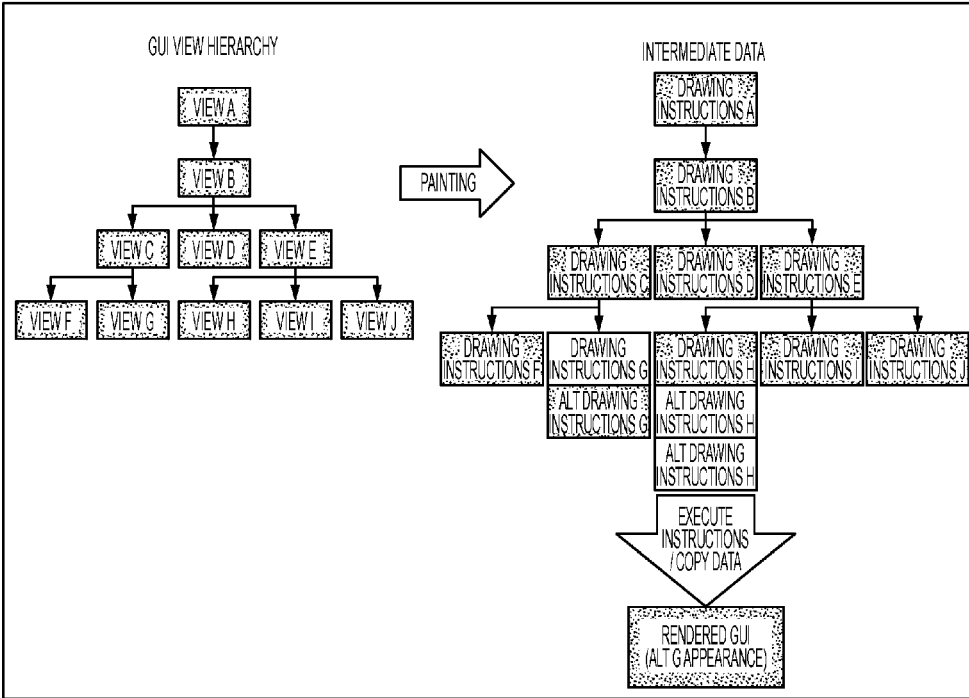 GUI VIEW HIERARCHY
VIEW A
VIEW B
VIEW C
VIEW D
VIEW E
VIEW F
VIEW G
VIEW H
VIEW I
VIEW J
PAINTING
INTERMEDIATE DATA
DRAWING
INSTRUCTIONS A
DRAWING
INSTRUCTIONS B
DRAWING
INSTRUCTIONS C
DRAWING
INSTRUCTIONS D
DRAWING
INSTRUCTIONS E
DRAWING
INSTRUCTIONS F
DRAWING
INSTRUCTIONS G
DRAWING
INSTRUCTIONS H
DRAWING
INSTRUCTIONS I
DRAWING
INSTRUCTIONS J
ALT DRAWING
INSTRUCTIONS G
ALT DRAWING
INSTRUCTIONS H
ALT DRAWING
INSTRUCTIONS H
EXECUTE
INSTRUCTIONS
/ COPY DATA
RENDERED GUI
(ALT G APPEARANCE)